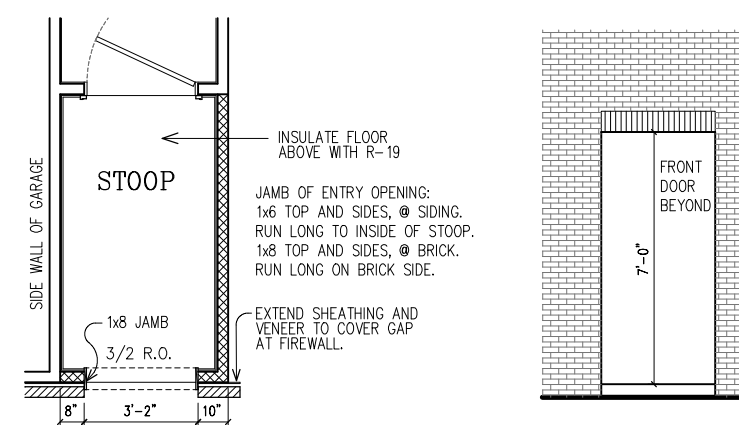 INSULATE FLOOR
ABOVE WITH R-19
STOOP
SIDE WALL OF GARAGE
JAMB OF ENTRY OPENING:
1x6 TOP AND SIDES, @ SIDING.
RUN LONG TO INSIDE OF STOOP.
1x8 TOP AND SIDES, @ BRICK.
RUN LONG ON BRICK SIDE.
1x8 JAMB
3/2 R.O.
EXTEND SHEATHING AND
VENEER TO COVER GAP
AT FIREWALL.
8" 3'-2" 10"
FRONT
DOOR
BEYOND
7'-0"